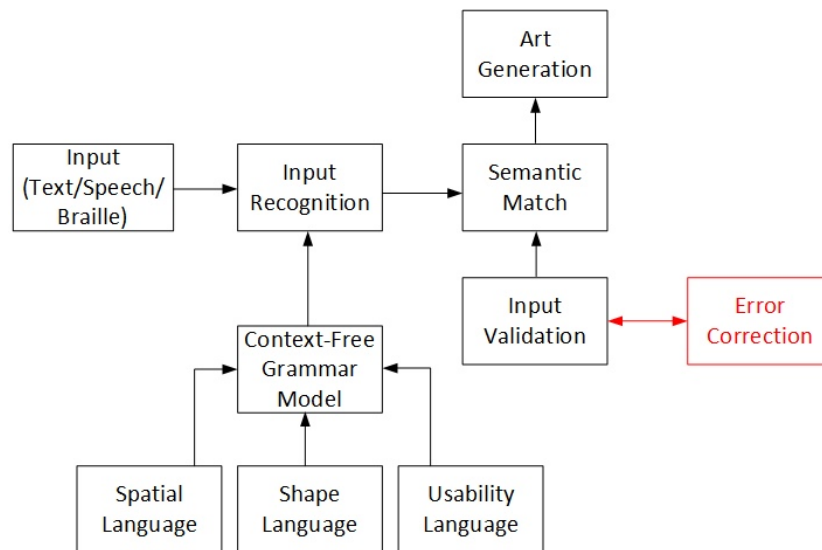 Art
Generation
Input
(Text/Speech/
Braille)
Input
Recognition
Semantic
Match
Input
Validation
Error
Correction
Context-Free
Grammar
Model
Spatial
Language
Shape
Language
Usability
Language